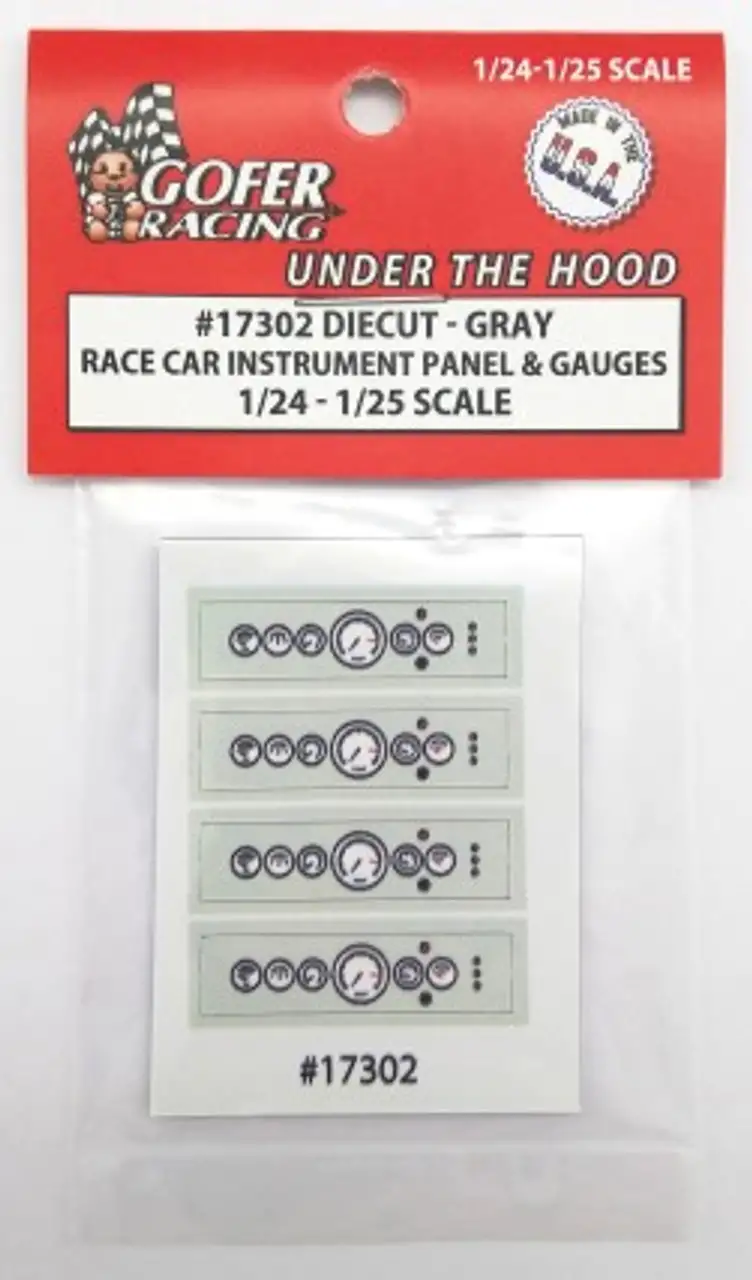 1/24-1/25 SCALE
MADE IN THE
U.S.A.
GOFER
RACING
UNDER THE HOOD
#17302 DIECUT - GRAY
RACE CAR INSTRUMENT PANEL & GAUGES
1/24 - 1/25 SCALE
#17302